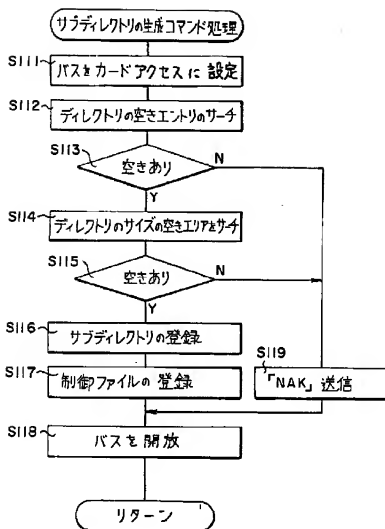 サブディレクトリの生成コマンド処理
S111
バスをカードアクセスに設定
S112
ディレクトリの空きエントリのサーチ
S113
空きあり
N
Y
S114
ディレクトリのサイズの空きエリアをサーチ
S115
空きあり
N
Y
S116
サブディレクトリの登録
S117
制御ファイルの登録
S119
「NAK」送信
S118
バスを開放
リターン